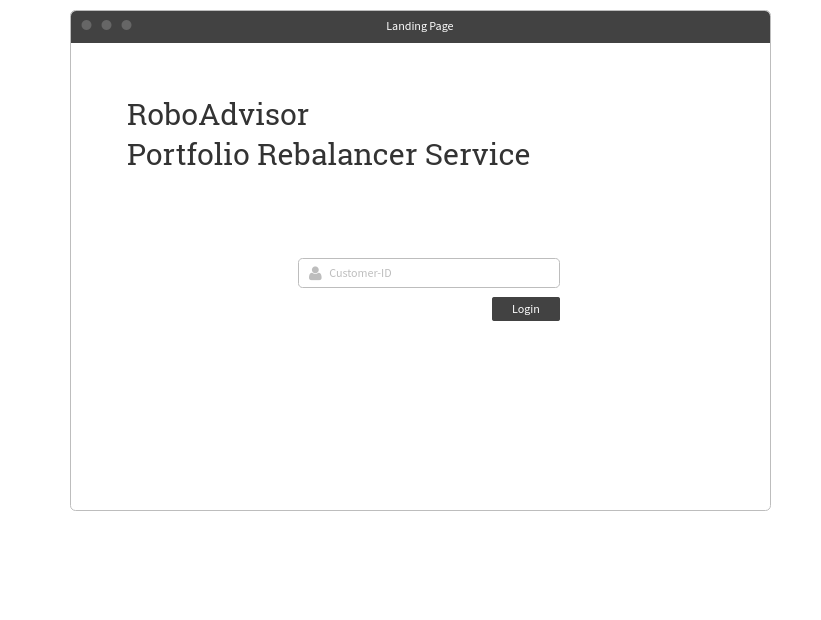 Landing Page
RoboAdvisor
Portfolio Rebalancer Service
Customer-ID
Login